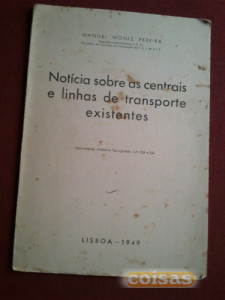 MANUEL MONIZ PEREIRA
Notícia sobre as centrais
e linhas de transporte
existentes
LISBOA—1949
coisas